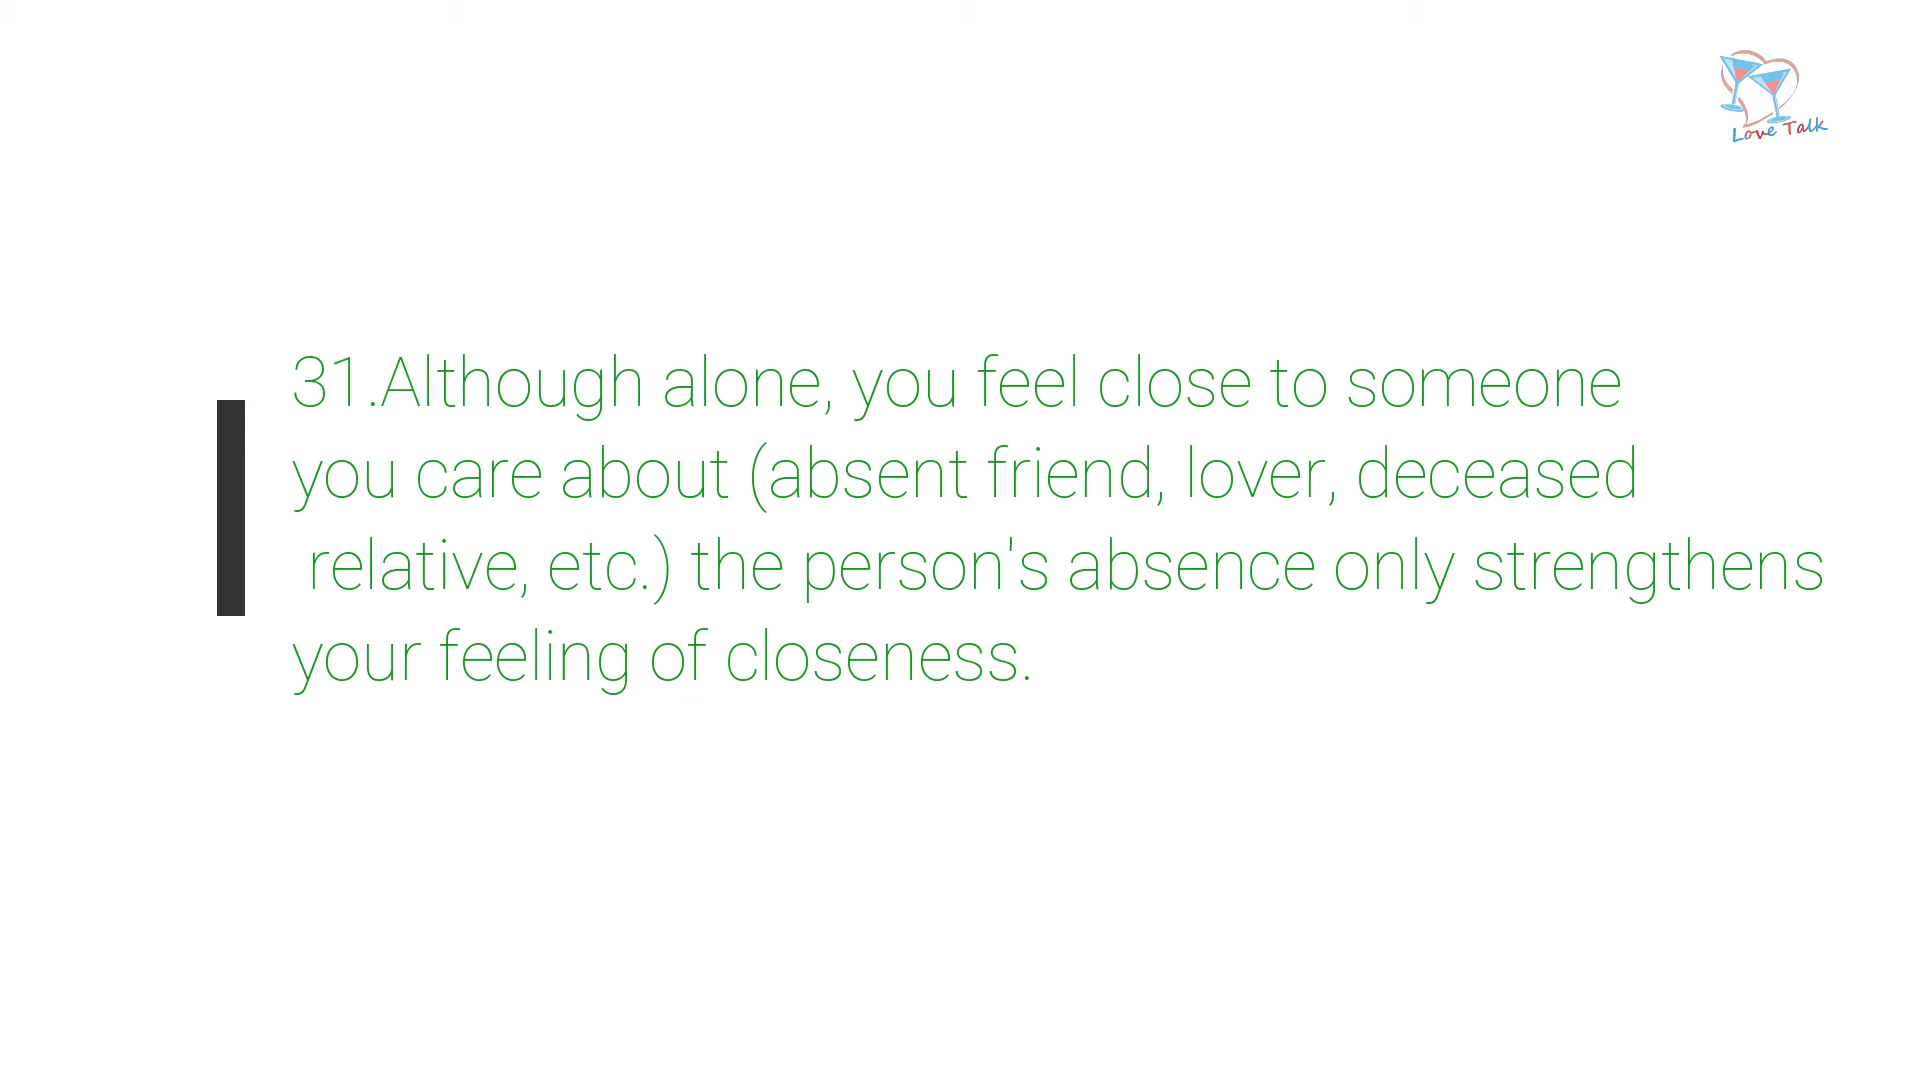 Love Talk
31.Although alone, you feel close to someone
you care about (absent friend, lover, deceased
relative, etc.) the person's absence only strengthens
your feeling of closeness.